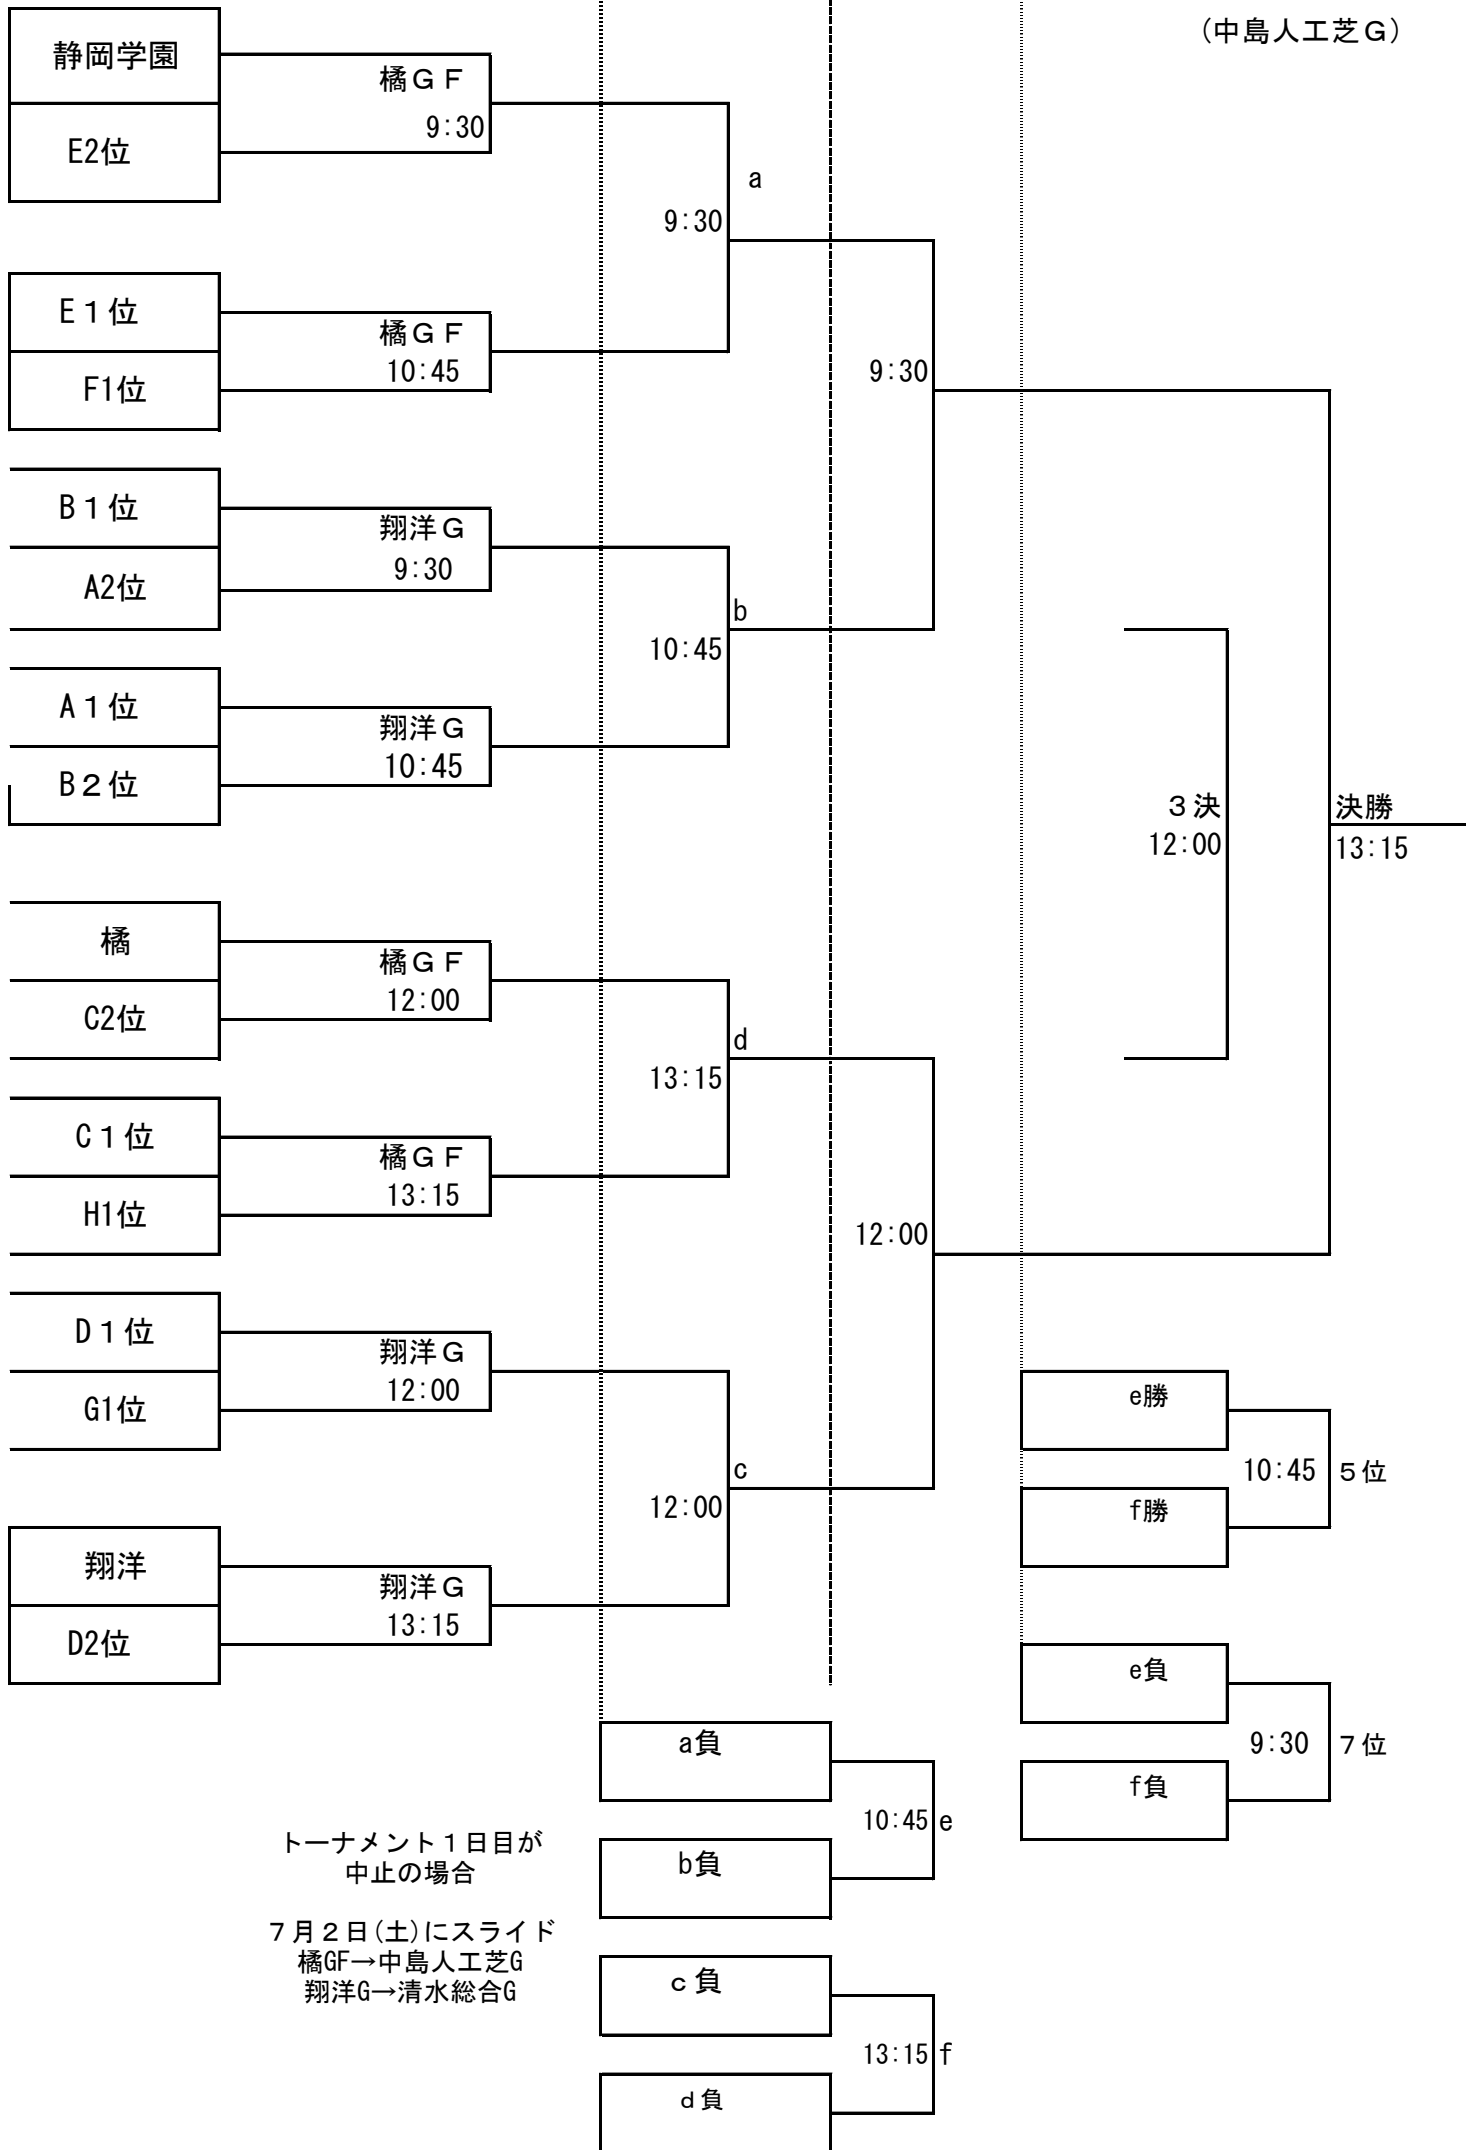 (中島人工芝Ｇ)
静岡学園
橘ＧＦ
9:30
E2位
a
9:30
E１位
橘ＧＦ
10:45
F1位
9:30
B１位
翔洋Ｇ
9:30
A2位
b
10:45
A１位
翔洋Ｇ
10:45
B２位
３決
12:00
決勝
13:15
橘
橘ＧＦ
12:00
C2位
d
13:15
C１位
橘ＧＦ
13:15
H1位
12:00
D１位
翔洋Ｇ
12:00
G1位
c
12:00
翔洋
翔洋Ｇ
13:15
D2位
e勝
10:45
５位
f勝
e負
9:30
７位
f負
a負
10:45
e
b負
トーナメント１日目が
中止の場合
７月２日(土)にスライド
橘GF→中島人工芝G
翔洋G→清水総合G
ｃ負
13:15
f
ｄ負